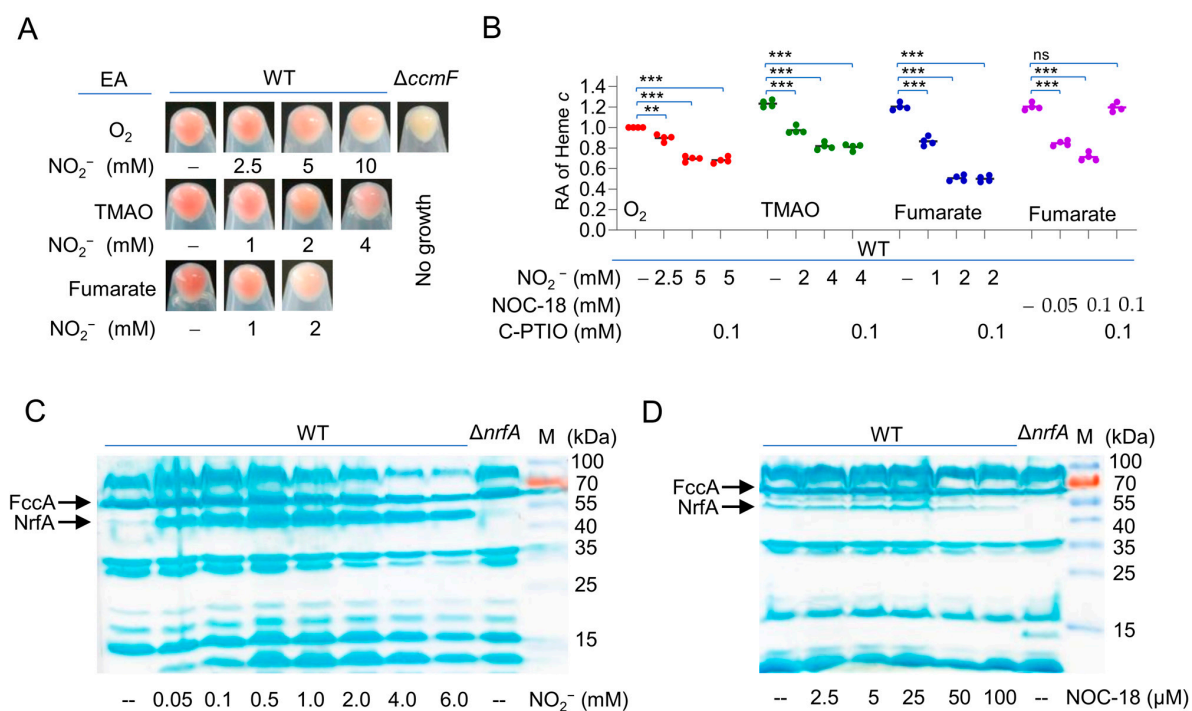 A
EA WT ΔccmF
O₂
NO₂⁻ (mM) – 2.5 5 10
TMAO
NO₂⁻ (mM) – 1 2 4
Fumarate
NO₂⁻ (mM) – 1 2
No growth
B
RA of Heme c
1.4
1.2
1.0
0.8
0.6
0.4
0.2
0.0
*** *** **
*** *** ***
*** *** ***
ns *** ***
O₂ TMAO Fumarate Fumarate
WT
NO₂⁻ (mM) – 2.5 5 5 – 2 4 4 – 1 2 2
NOC-18 (mM) – 0.05 0.1 0.1
C-PTIO (mM) 0.1 0.1 0.1 0.1
C
WT ΔnrfA M (kDa)
FccA
NrfA
100
70
55
40
35
25
15
-- 0.05 0.1 0.5 1.0 2.0 4.0 6.0 -- NO₂⁻ (mM)
D
WT ΔnrfA M (kDa)
FccA
NrfA
100
70
55
40
35
25
15
-- 2.5 5 25 50 100 -- NOC-18 (μM)